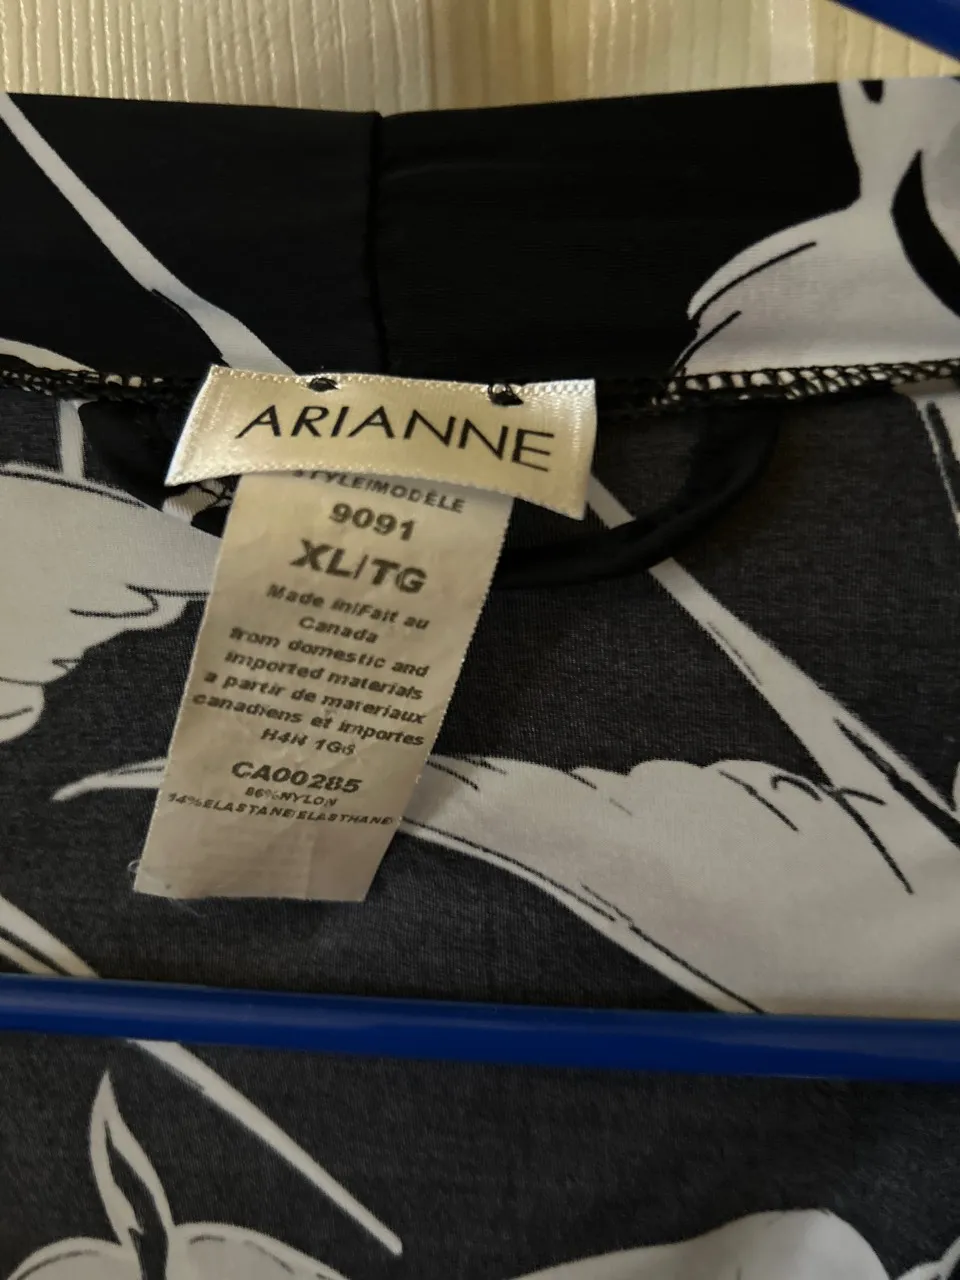 ARIANNE
STYLE/MODÈLE
9091
XL/TG
Made in/Fait au
Canada
from domestic and
imported materials
a partir de materiaux
canadiens et importes
H4N 1G6
CA00285
86%NYLON
14%ELASTANE/ELASTHANE